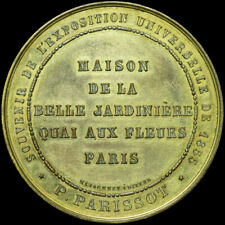 SOUVENIR DE L'EXPOSITION UNIVERSELLE DE 1855
MAISON
DE LA
BELLE JARDINIÈRE
QUAI AUX FLEURS
PARIS
* P. PARISSOT *